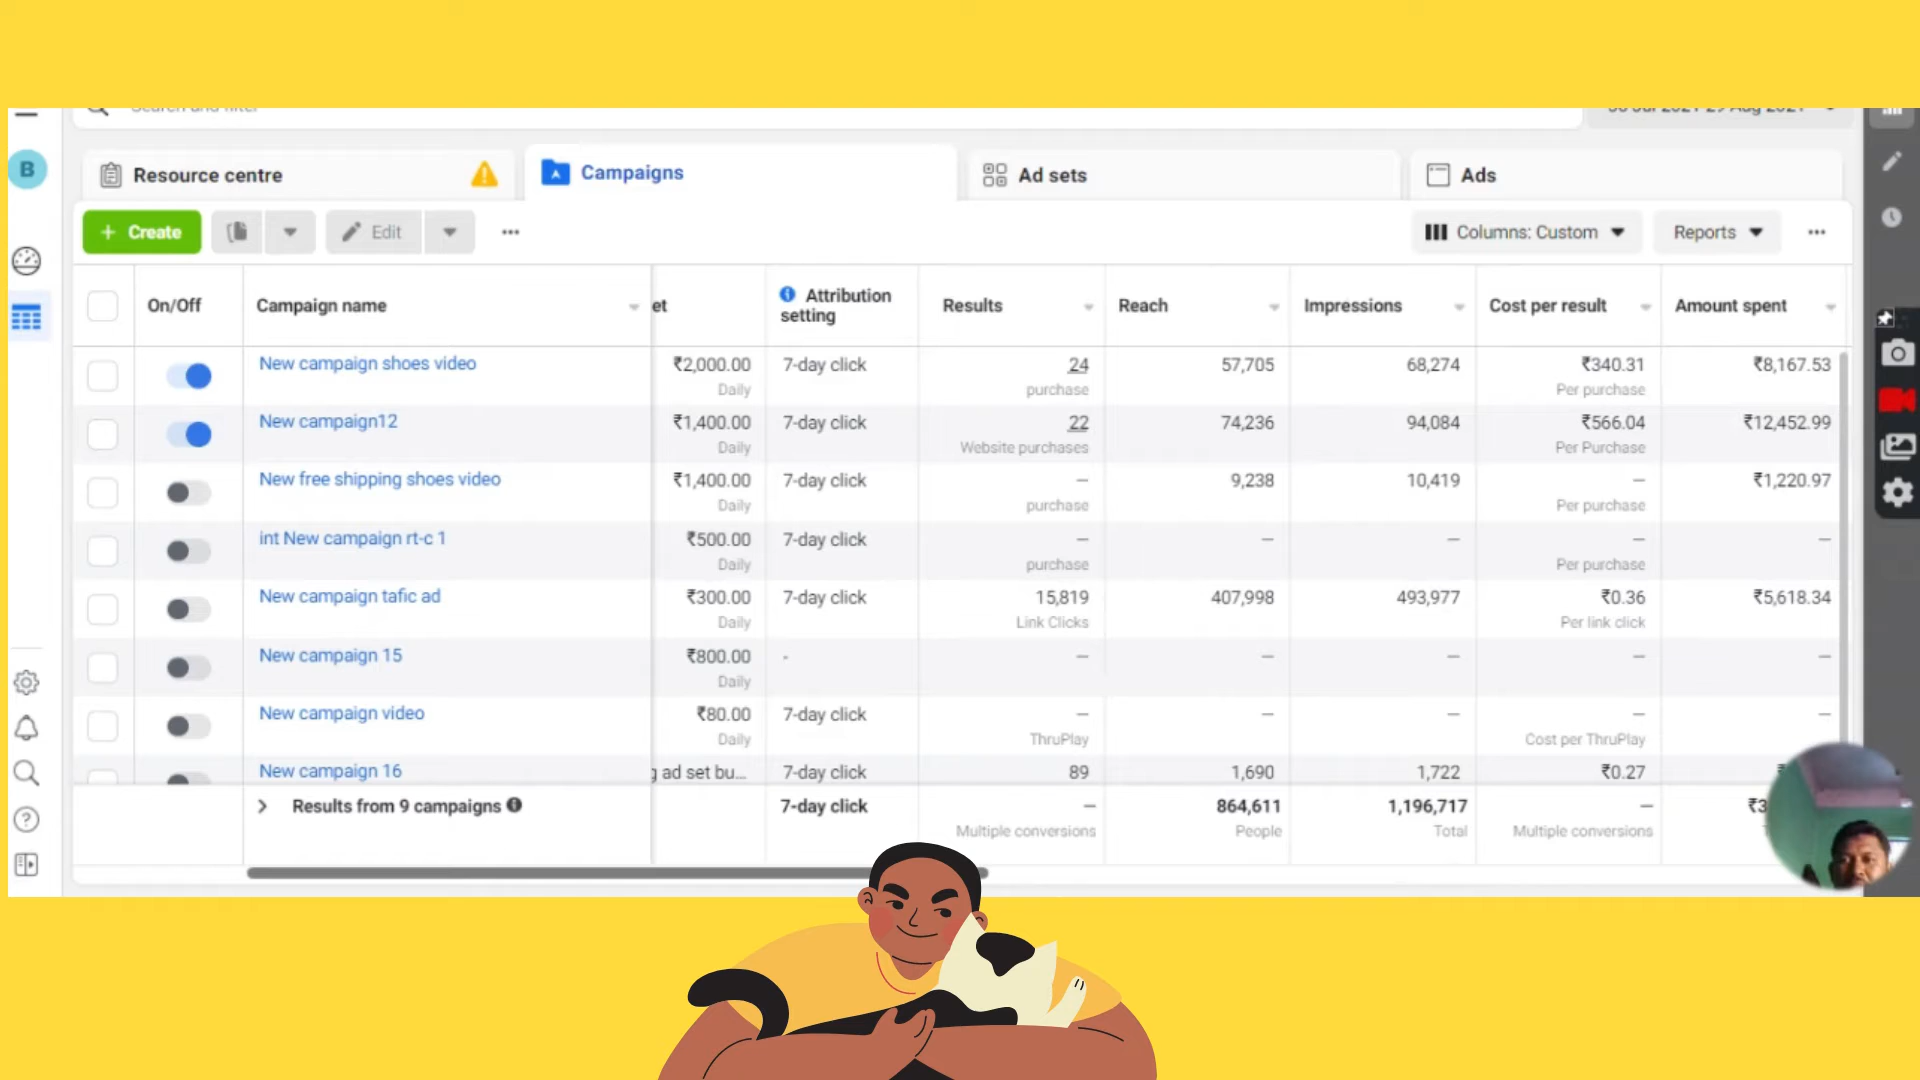 B
Resource centre
Campaigns
Ad sets
Ads
+ Create
Edit
Columns: Custom
Reports
On/Off
Campaign name
et
Attribution setting
Results
Reach
Impressions
Cost per result
Amount spent
New campaign shoes video ₹2,000.00 7-day click 24 57,705 68,274 ₹340.31 ₹8,167.53
Daily purchase Per purchase
New campaign12 ₹1,400.00 7-day click 22 74,236 94,084 ₹566.04 ₹12,452.99
Daily Website purchases Per Purchase
New free shipping shoes video ₹1,400.00 7-day click — 9,238 10,419 — ₹1,220.97
Daily purchase Per purchase
int New campaign rt-c 1 ₹500.00 7-day click — — — — —
Daily purchase Per purchase
New campaign tafic ad ₹300.00 7-day click 15,819 407,998 493,977 ₹0.36 ₹5,618.34
Daily Link Clicks Per link click
New campaign 15 ₹800.00 - — — — — —
Daily
New campaign video ₹80.00 7-day click — — — — —
Daily ThruPlay Cost per ThruPlay
New campaign 16 g ad set bu... 7-day click 89 1,690 1,722 ₹0.27
Results from 9 campaigns 7-day click — 864,611 1,196,717 — ₹3
Multiple conversions People Total Multiple conversions